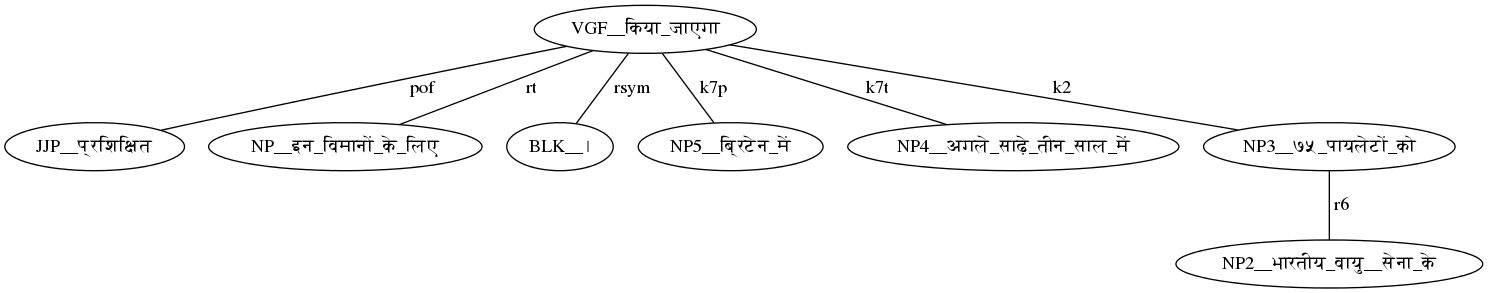 VGF__किया_जाएगा
pof rt rsym k7p k7t k2
JJP__प्रशिक्षित NP__इन_विमानों_के_लिए BLK__। NP5__ब्रिटेन_में NP4__अगले_साढ़े_तीन_साल_में NP3__७५_पायलेटों_को
r6
NP2__भारतीय_वायु__सेना_के